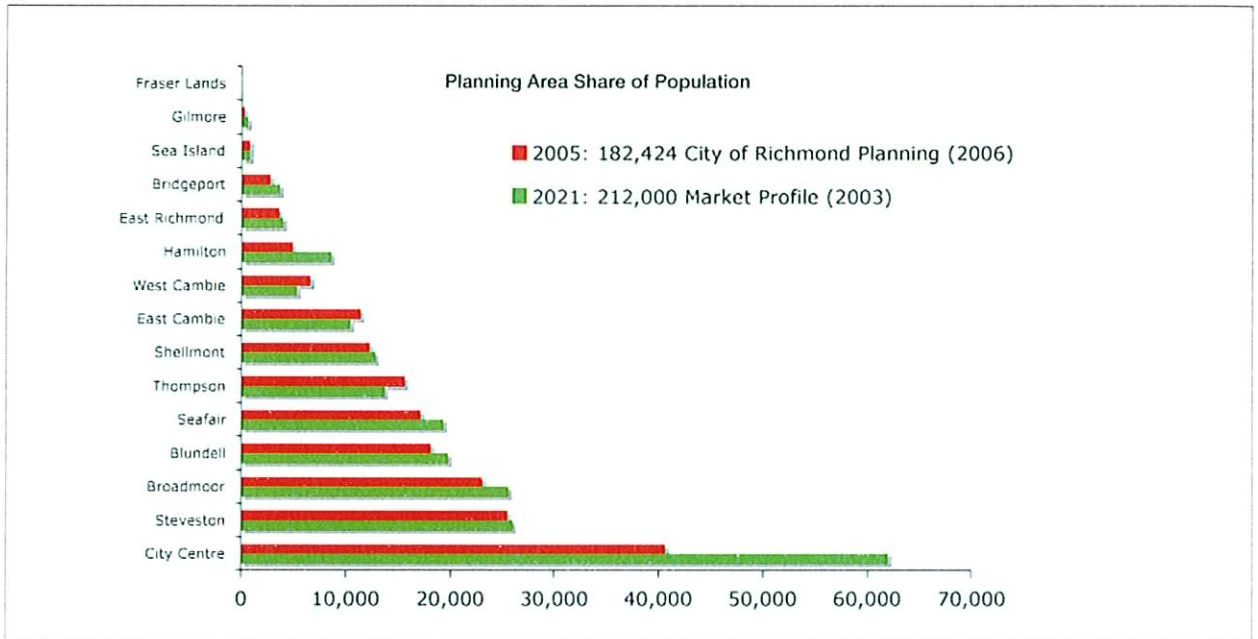 Planning Area Share of Population
2005: 182,424 City of Richmond Planning (2006)
2021: 212,000 Market Profile (2003)
Fraser Lands
Gilmore
Sea Island
Bridgeport
East Richmond
Hamilton
West Cambie
East Cambie
Shellmont
Thompson
Seafair
Blundell
Broadmoor
Steveston
City Centre
0 10,000 20,000 30,000 40,000 50,000 60,000 70,000